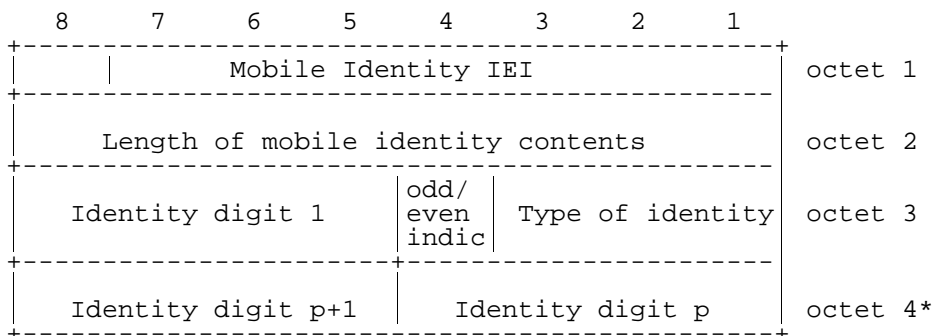 8 7 6 5 4 3 2 1
Mobile Identity IEI octet 1
Length of mobile identity contents octet 2
odd/
Identity digit 1 even Type of identity octet 3
indic
Identity digit p+1 Identity digit p octet 4*